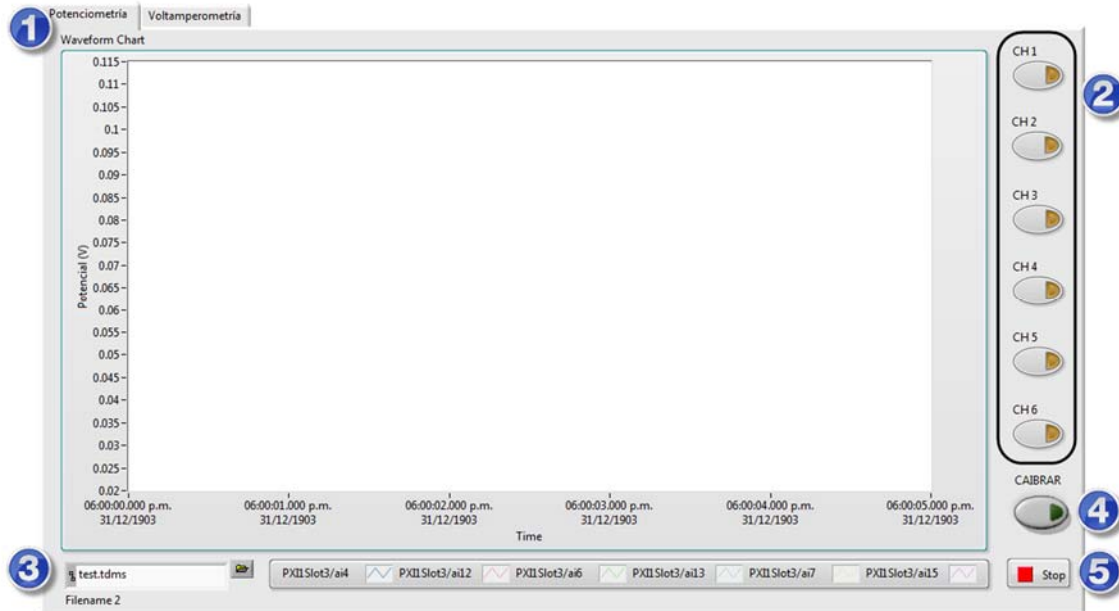 1
Potenciometría
Voltamperometría
Waveform Chart
0.115
0.11
0.105
0.1
0.095
0.09
0.085
0.08
0.075
0.07
0.065
0.06
0.055
0.05
0.045
0.04
0.035
0.03
0.025
0.02
Potencial (V)
06:00:00.000 p.m.
31/12/1903
06:00:01.000 p.m.
31/12/1903
06:00:02.000 p.m.
31/12/1903
06:00:03.000 p.m.
31/12/1903
06:00:04.000 p.m.
31/12/1903
06:00:05.000 p.m.
31/12/1903
Time
CH 1
CH 2
CH 3
CH 4
CH 5
CH 6
2
CAIBRAR
4
3
test.tdms
Filename 2
PXI1Slot3/ai4
PXI1Slot3/ai12
PXI1Slot3/ai6
PXI1Slot3/ai13
PXI1Slot3/ai7
PXI1Slot3/ai15
Stop
5